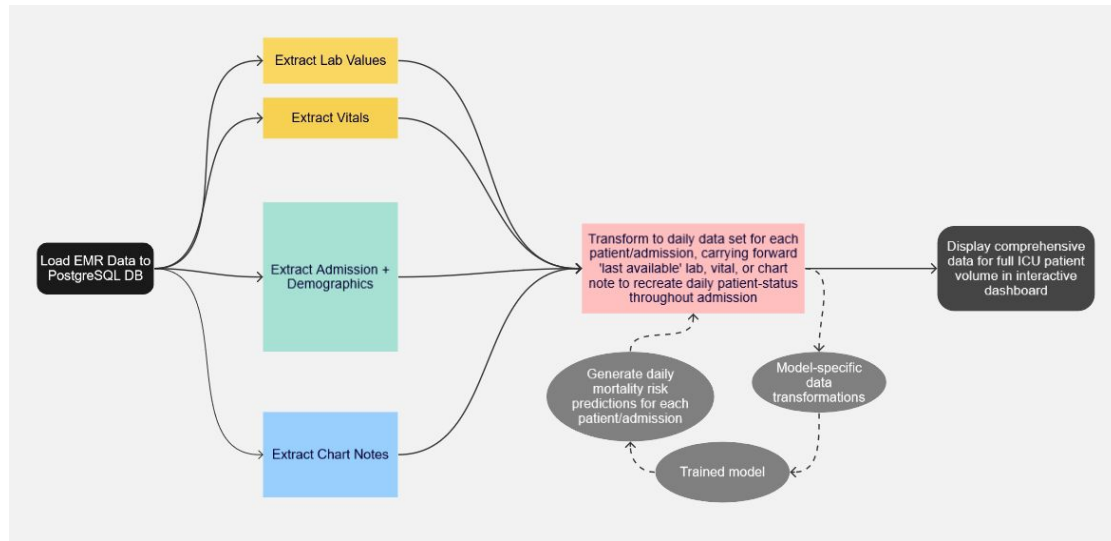 Extract Lab Values
Extract Vitals
Load EMR Data to
PostgreSQL DB
Extract Admission +
Demographics
Extract Chart Notes
Transform to daily data set for each
patient/admission, carrying forward
'last available' lab, vital, or chart
note to recreate daily patient-status
throughout admission
Display comprehensive
data for full ICU patient
volume in interactive
dashboard
Generate daily
mortality risk
predictions for each
patient/admission
Model-specific
data
transformations
Trained model